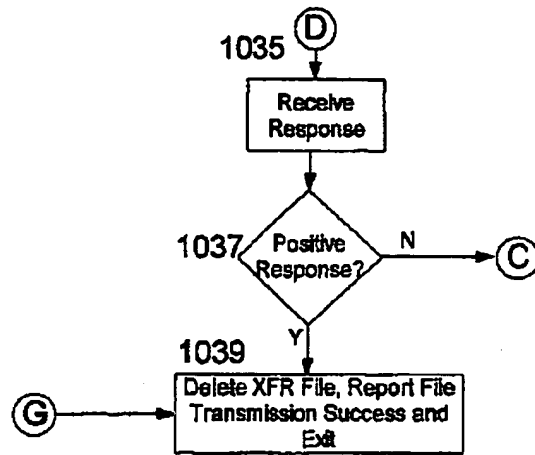 D
1035
Receive
Response
1037
Positive
Response?
N
C
Y
1039
Delete XFR File, Report File
Transmission Success and
Exit
G